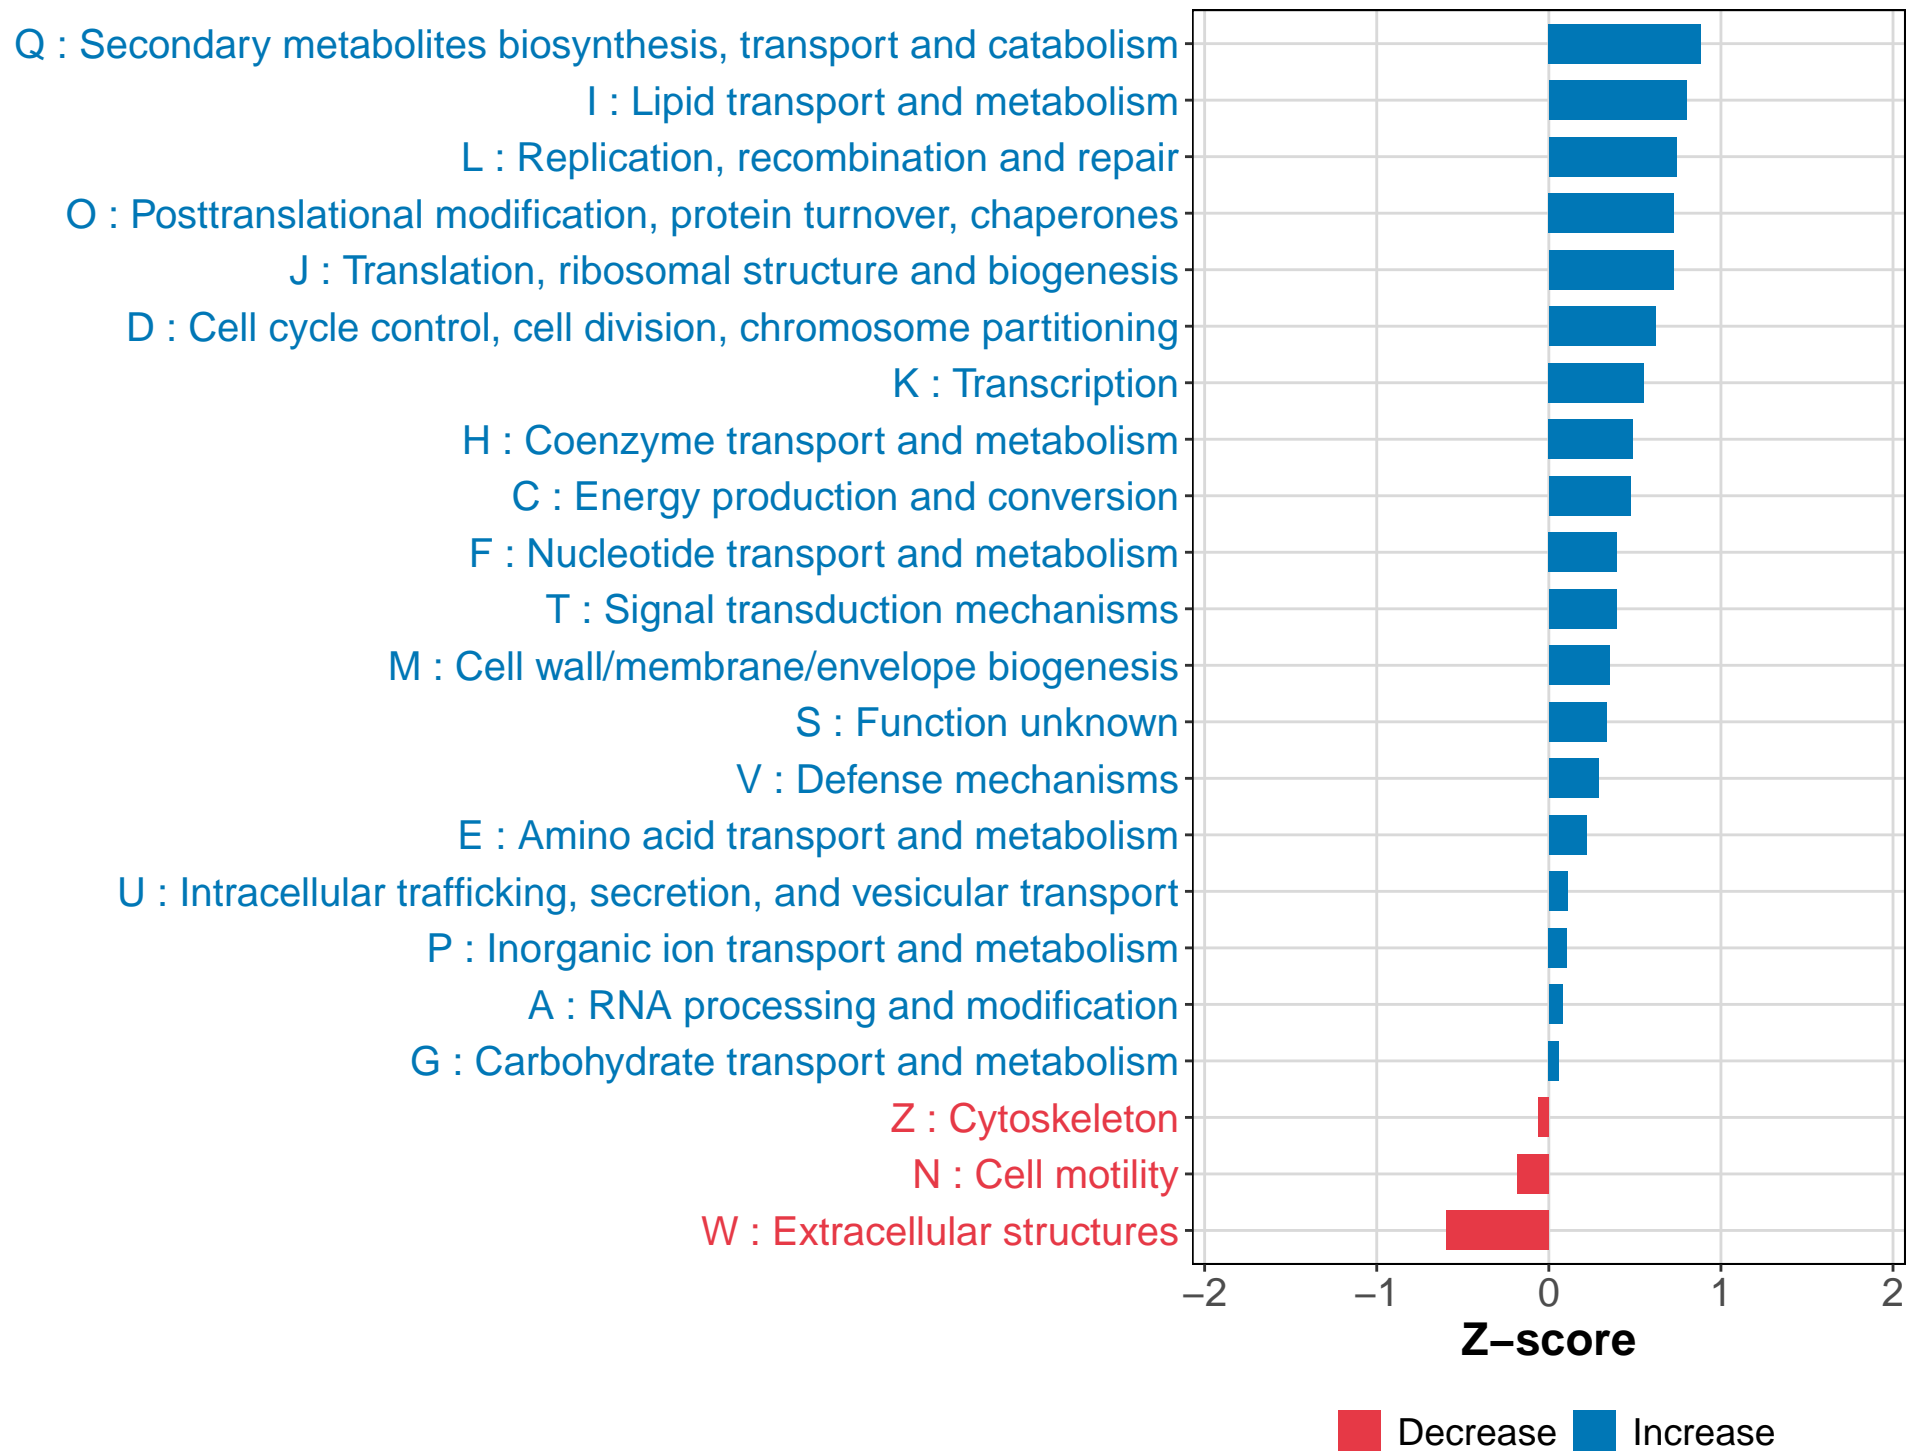 Q : Secondary metabolites biosynthesis, transport and catabolism
I : Lipid transport and metabolism
L : Replication, recombination and repair
O : Posttranslational modification, protein turnover, chaperones
J : Translation, ribosomal structure and biogenesis
D : Cell cycle control, cell division, chromosome partitioning
K : Transcription
H : Coenzyme transport and metabolism
C : Energy production and conversion
F : Nucleotide transport and metabolism
T : Signal transduction mechanisms
M : Cell wall/membrane/envelope biogenesis
S : Function unknown
V : Defense mechanisms
E : Amino acid transport and metabolism
U : Intracellular trafficking, secretion, and vesicular transport
P : Inorganic ion transport and metabolism
A : RNA processing and modification
G : Carbohydrate transport and metabolism
Z : Cytoskeleton
N : Cell motility
W : Extracellular structures
−2 −1 0 1 2
Z−score
Decrease Increase